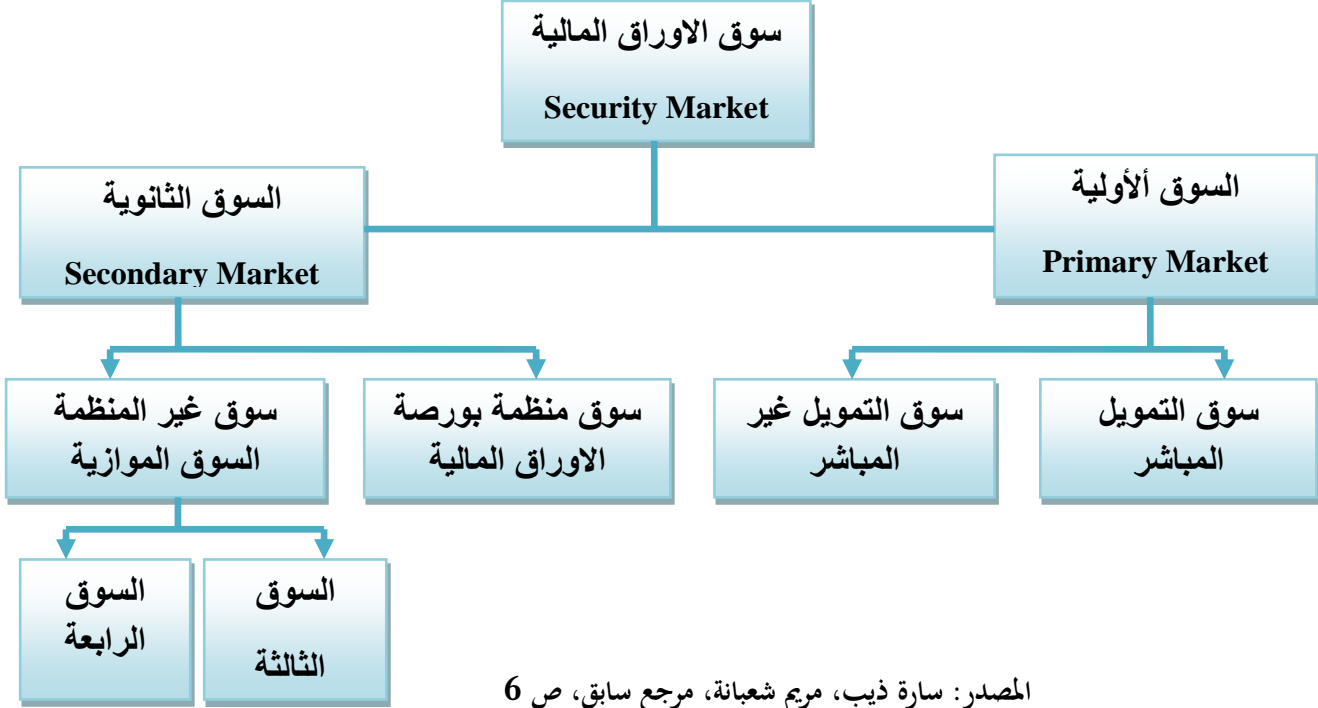 سوق الاوراق المالية
Security Market
السوق ألأولية
Primary Market
السوق الثانوية
Secondary Market
سوق التمويل
المباشر
سوق التمويل غير
المباشر
سوق منظمة بورصة
الاوراق المالية
سوق غير المنظمة
السوق الموازية
السوق
الثالثة
السوق
الرابعة
المصدر: سارة ذيب، مريم شعبانة، مرجع سابق، ص 6